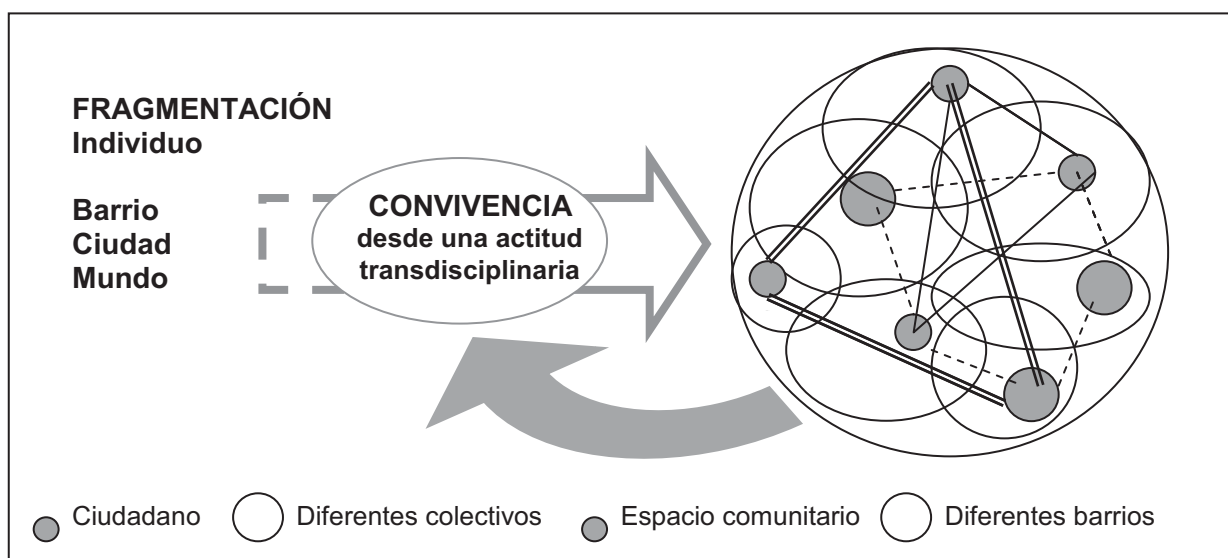 FRAGMENTACIÓN
Individuo
Barrio
Ciudad
Mundo
CONVIVENCIA
desde una actitud
transdisciplinaria
Ciudadano
Diferentes colectivos
Espacio comunitario
Diferentes barrios